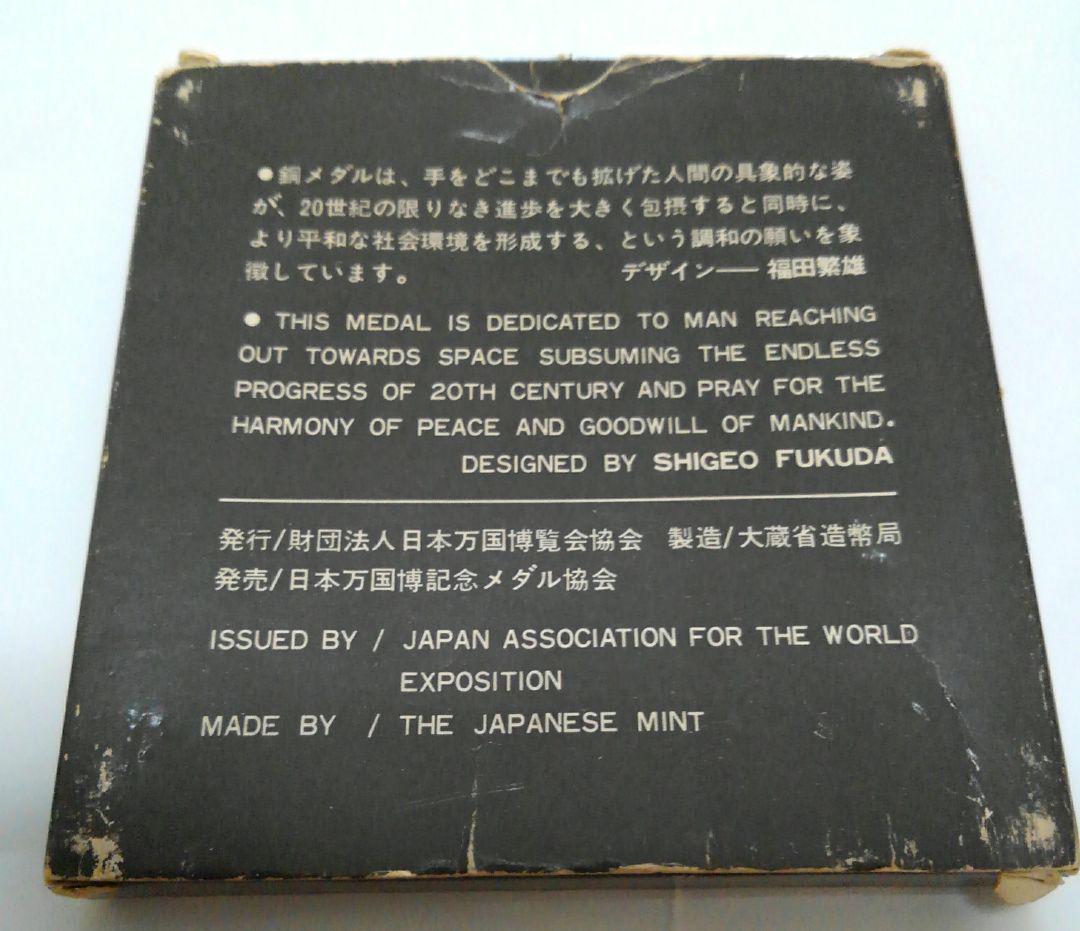 ●銅メダルは、手をどこまでも拡げた人間の具象的な姿
が、20世紀の限りなき進歩を大きく包摂すると同時に、
より平和な社会環境を形成する、という調和の願いを象
徴しています。 デザイン——福田繁雄
● THIS MEDAL IS DEDICATED TO MAN REACHING
OUT TOWARDS SPACE SUBSUMING THE ENDLESS
PROGRESS OF 20TH CENTURY AND PRAY FOR THE
HARMONY OF PEACE AND GOODWILL OF MANKIND.
DESIGNED BY SHIGEO FUKUDA
発行/財団法人日本万国博覧会協会 製造/大蔵省造幣局
発売/日本万国博記念メダル協会
ISSUED BY / JAPAN ASSOCIATION FOR THE WORLD
EXPOSITION
MADE BY / THE JAPANESE MINT